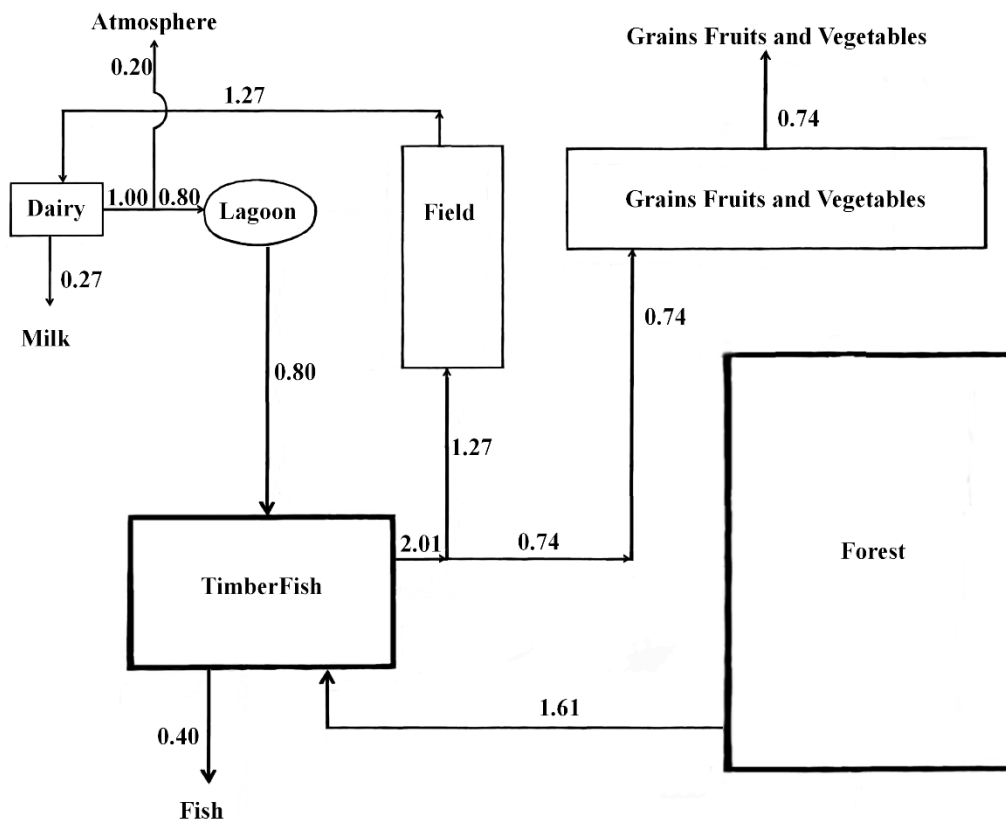 Atmosphere
Grains Fruits and Vegetables
0.20
1.27
0.74
Dairy
1.00
0.80
Lagoon
Field
Grains Fruits and Vegetables
0.27
Milk
0.74
0.80
1.27
2.01
0.74
Forest
TimberFish
1.61
0.40
Fish